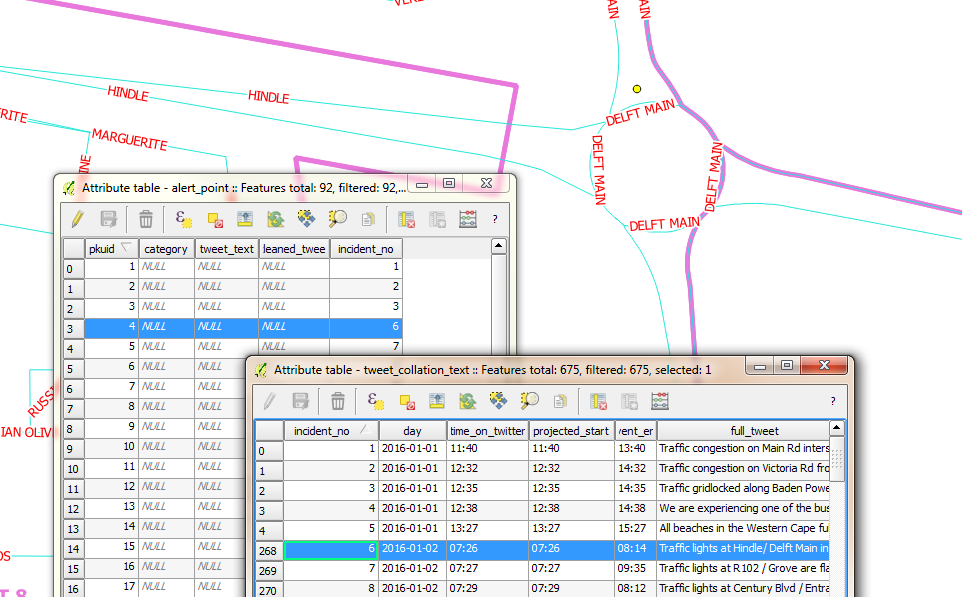 AIN
AIN
HINDLE
HINDLE
DELFT MAIN
RITE
MARGUERITE
DELFT MAIN
DELFT MAIN
DELFT MAIN
Attribute table - alert_point :: Features total: 92, filtered: 92,...
?
pkuid category tweet_text leaned_twee incident_no
0 1 NULL NULL NULL 1
1 2 NULL NULL NULL 2
2 3 NULL NULL NULL 3
3 4 NULL NULL NULL 6
4 5 NULL NULL NULL 7
5 6 NULL NULL
6 7 NULL NULL
7 8 NULL NULL
8 9 NULL NULL
9 10 NULL NULL
10 11 NULL NULL
11 12 NULL NULL
12 13 NULL NULL
13 14 NULL NULL
14 15 NULL NULL
15 16 NULL NULL
16 17 NULL NULL
RUSSI
IAN OLIV
Attribute table - tweet_collation_text :: Features total: 675, filtered: 675, selected: 1
?
incident_no day time_on_twitter projected_start vent_er full_tweet
0 1 2016-01-01 11:40 11:40 13:40 Traffic congestion on Main Rd inters
1 2 2016-01-01 12:32 12:32 14:32 Traffic congestion on Victoria Rd fro
2 3 2016-01-01 12:35 12:35 14:35 Traffic gridlocked along Baden Powe
3 4 2016-01-01 12:38 12:38 14:38 We are experiencing one of the bus
4 5 2016-01-01 13:27 13:27 15:27 All beaches in the Western Cape fu
268 6 2016-01-02 07:26 07:26 08:14 Traffic lights at Hindle/ Delft Main in
269 7 2016-01-02 07:27 07:27 09:35 Traffic lights at R102 / Grove are fla
270 8 2016-01-02 07:29 07:29 08:12 Traffic lights at Century Blvd / Entra